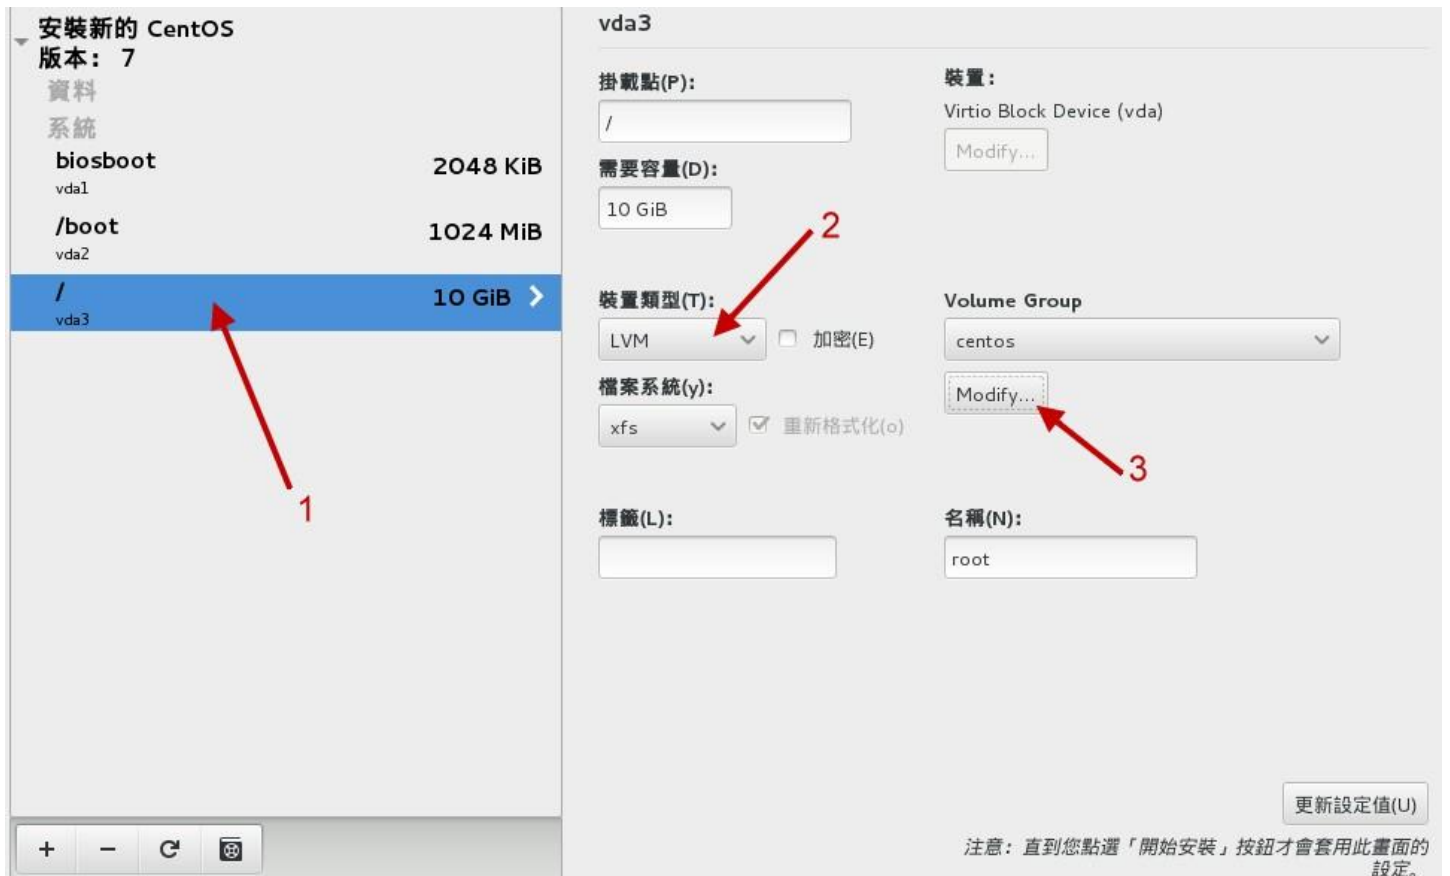 安裝新的 CentOS
版本: 7
資料
系統
biosboot
2048 KiB
vda1
/boot
1024 MiB
vda2
/
10 GiB
vda3
1
vda3
掛載點(P):
/
裝置:
Virtio Block Device (vda)
Modify...
需要容量(D):
10 GiB
2
裝置類型(T):
LVM
加密(E)
Volume Group
centos
Modify...
檔案系統(y):
xfs
重新格式化(o)
3
標籤(L):
名稱(N):
root
更新設定值(U)
注意: 直到您點選「開始安裝」按鈕才會套用此畫面的
設定。